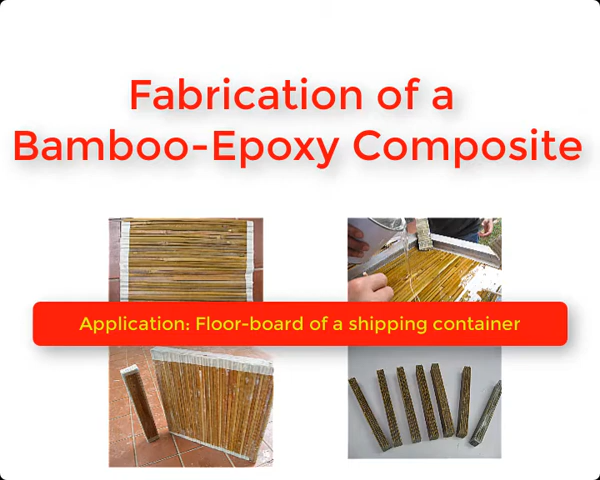 Fabrication of a
Bamboo-Epoxy Composite
Application: Floor-board of a shipping container